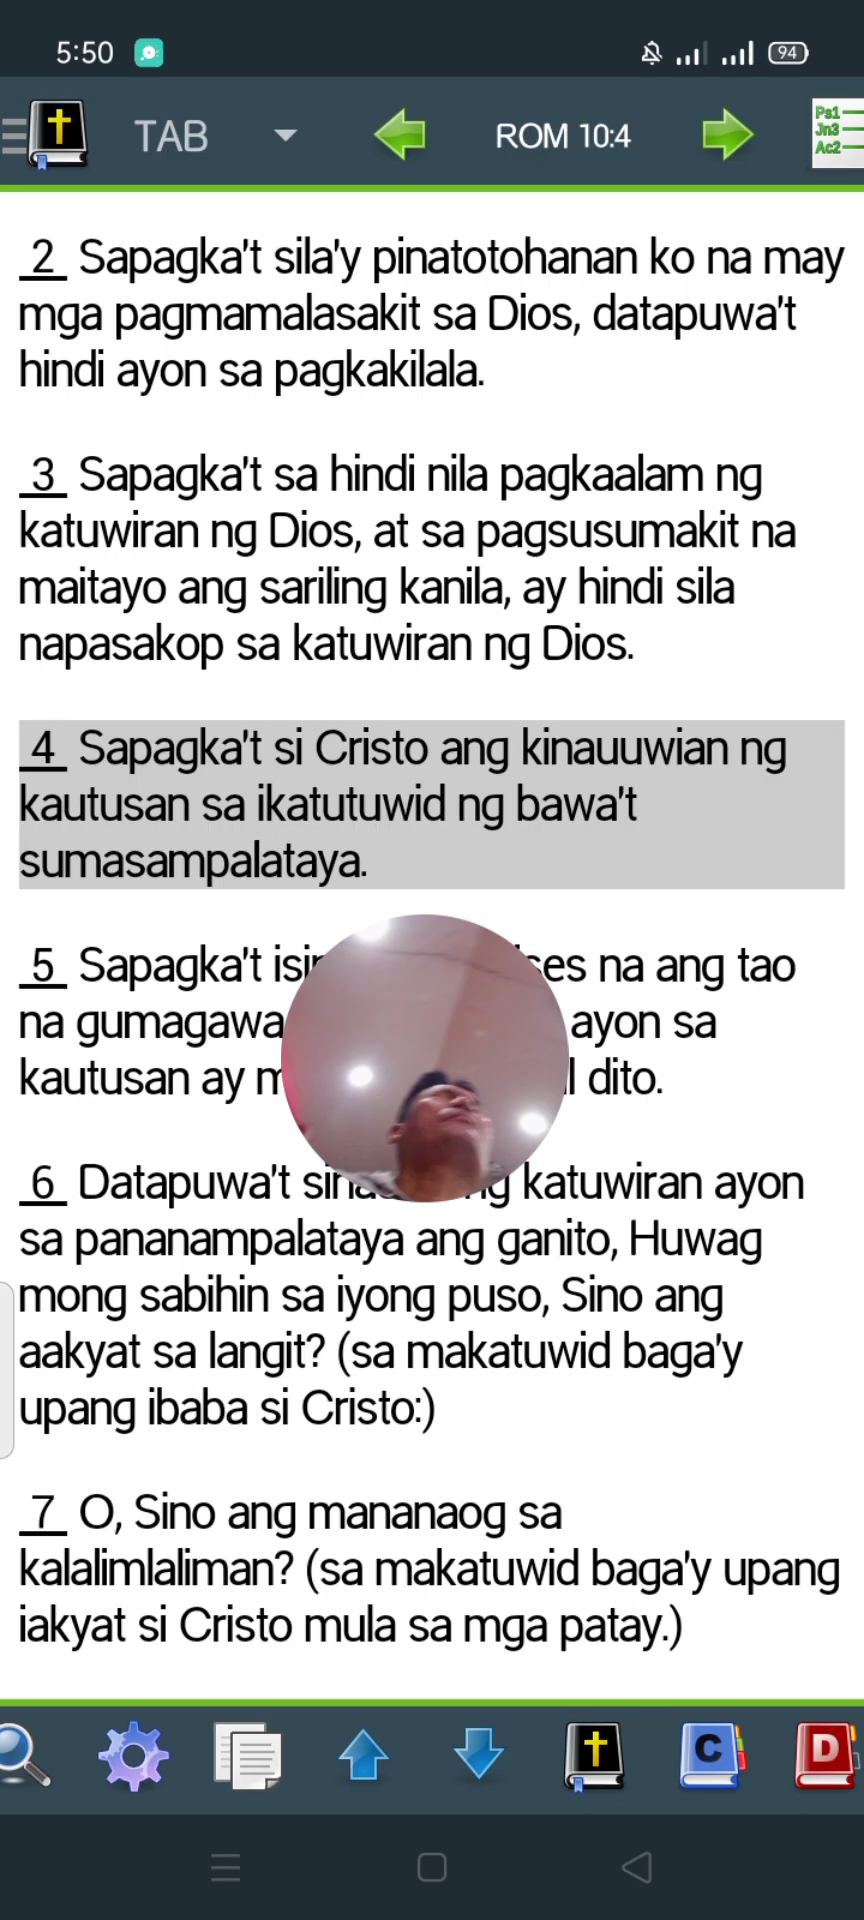 5:50
94
TAB
ROM 10:4
Ps1
Jn3
Ac2
2 Sapagka't sila'y pinatotohanan ko na may
mga pagmamalasakit sa Dios, datapuwa't
hindi ayon sa pagkakilala.
3 Sapagka't sa hindi nila pagkaalam ng
katuwiran ng Dios, at sa pagsusumakit na
maitayo ang sariling kanila, ay hindi sila
napasakop sa katuwiran ng Dios.
4 Sapagka't si Cristo ang kinauuwian ng
kautusan sa ikatutuwid ng bawa't
sumasampalataya.
5 Sapagka't na ang tao
na gumagawa ayon sa
kautusan ay dito.
6 Datapuwa't katuwiran ayon
sa pananampalataya ang ganito, Huwag
mong sabihin sa iyong puso, Sino ang
aakyat sa langit? (sa makatuwid baga'y
upang ibaba si Cristo:)
7 O, Sino ang mananaog sa
kalalimlaliman? (sa makatuwid baga'y upang
iakyat si Cristo mula sa mga patay.)
C
D